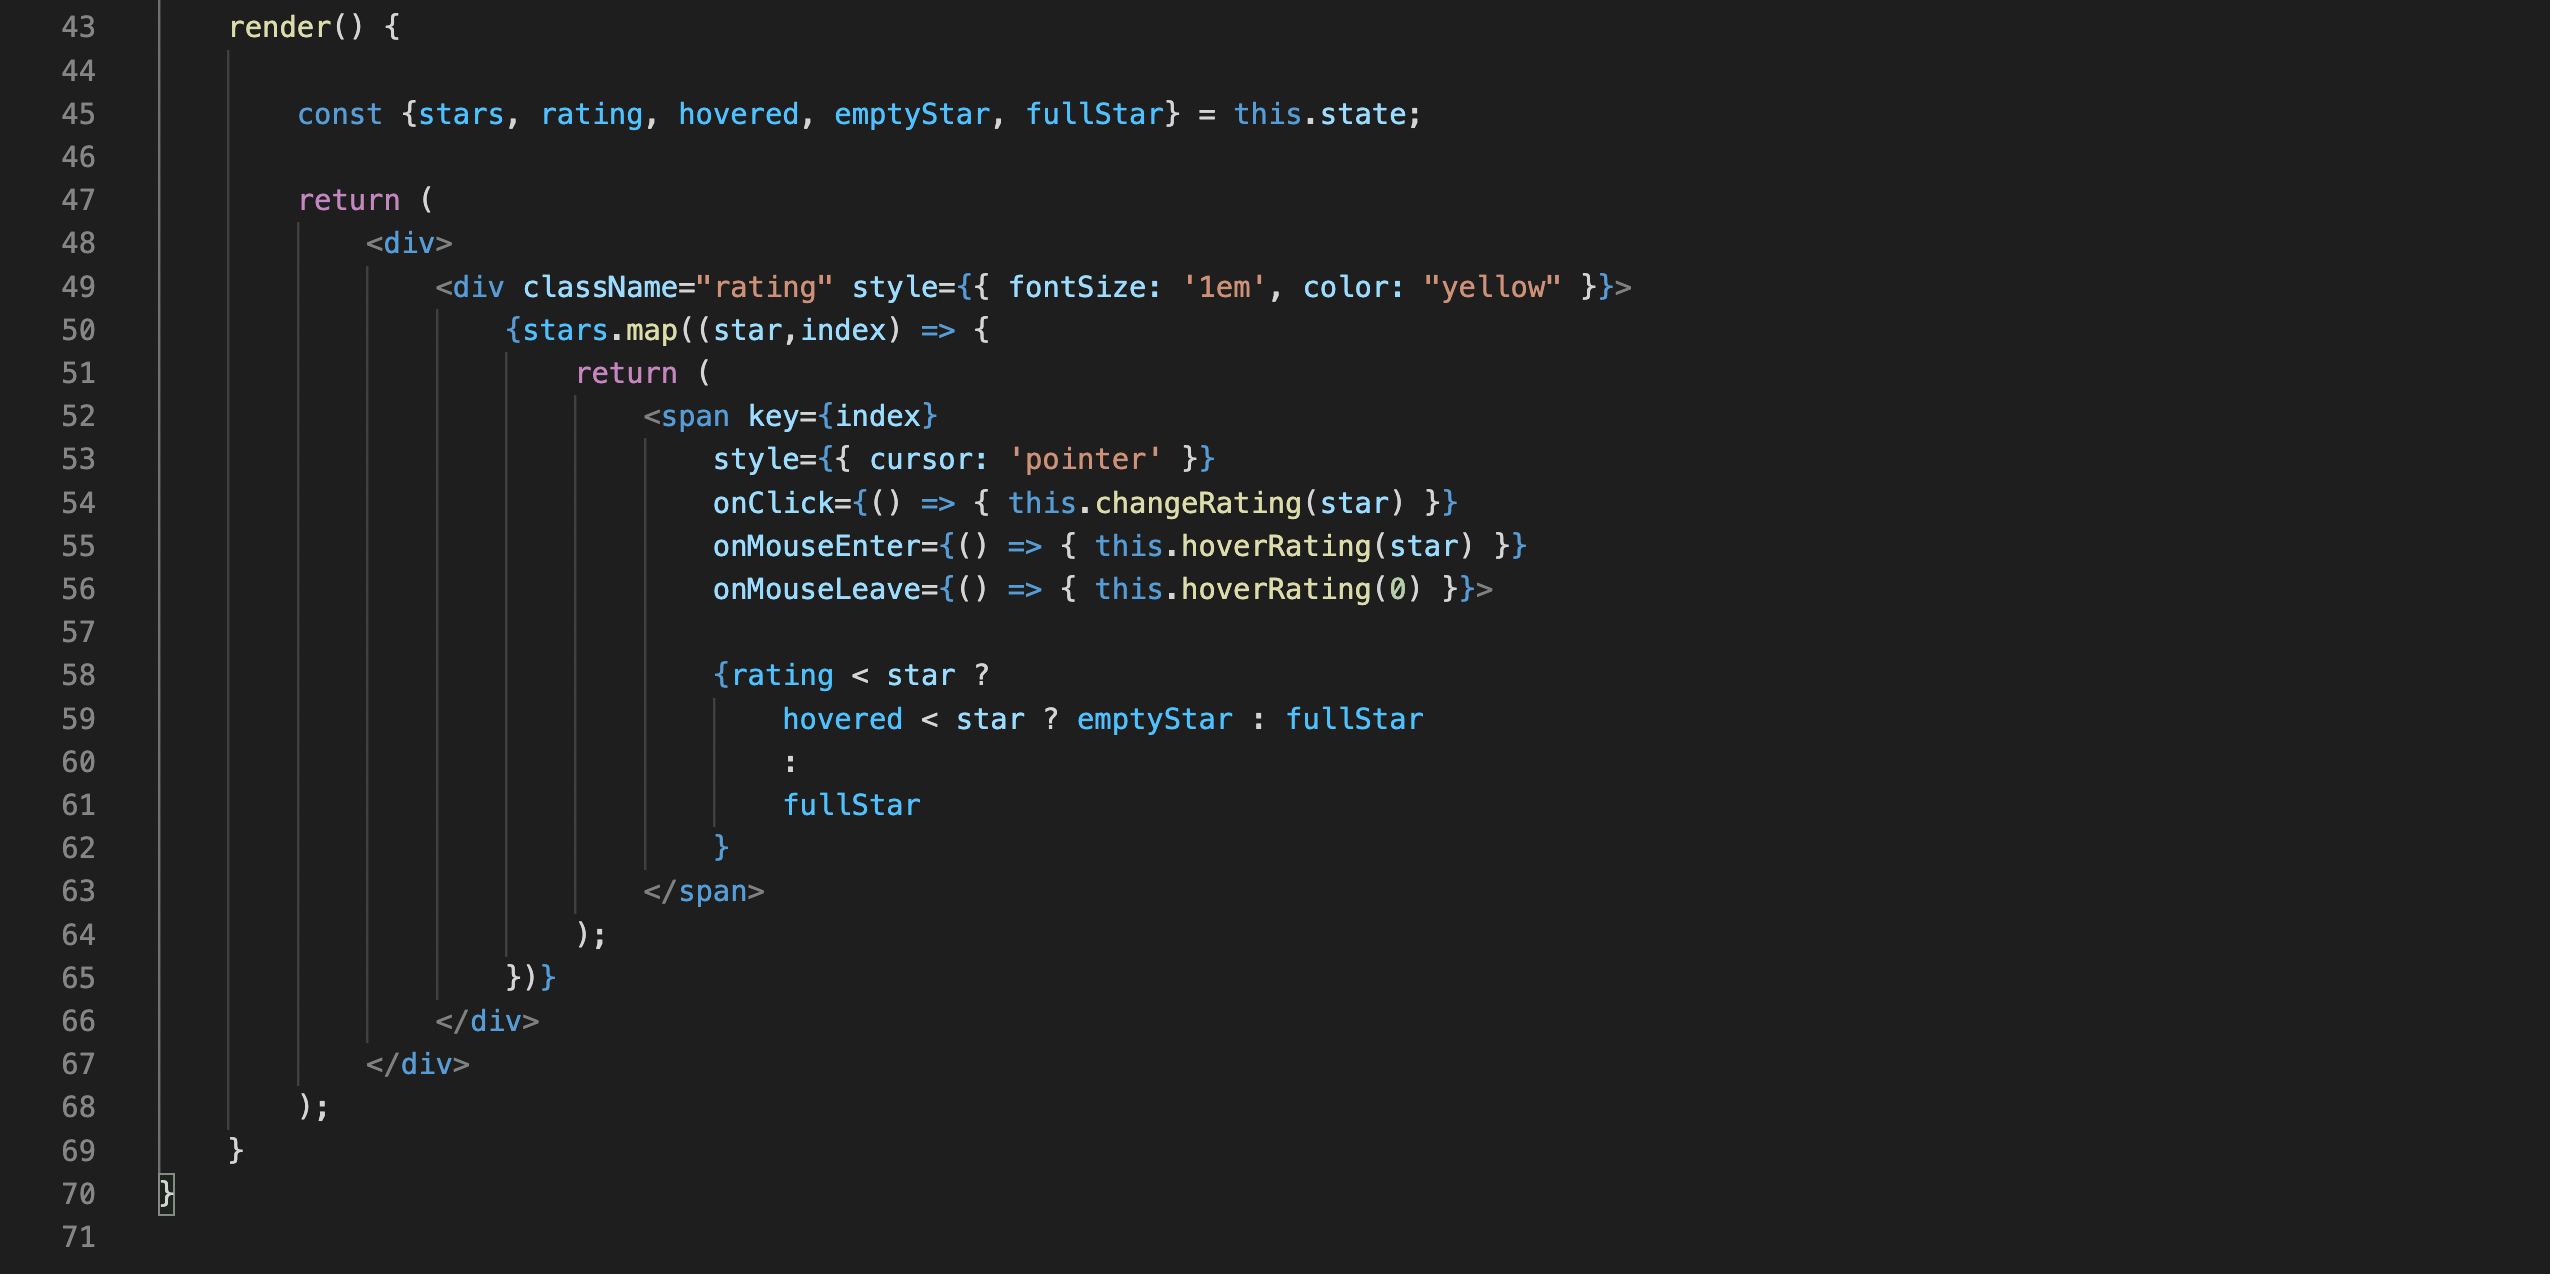 43 render() {
44
45 const {stars, rating, hovered, emptyStar, fullStar} = this.state;
46
47 return (
48 <div>
49 <div className="rating" style={{ fontSize: '1em', color: "yellow" }}>
50 {stars.map((star,index) => {
51 return (
52 <span key={index}
53 style={{ cursor: 'pointer' }}
54 onClick={() => { this.changeRating(star) }}
55 onMouseEnter={() => { this.hoverRating(star) }}
56 onMouseLeave={() => { this.hoverRating(0) }}>
57
58 {rating < star ?
59 hovered < star ? emptyStar : fullStar
60 :
61 fullStar
62 }
63 </span>
64 );
65 })}
66 </div>
67 </div>
68 );
69 }
70 }
71